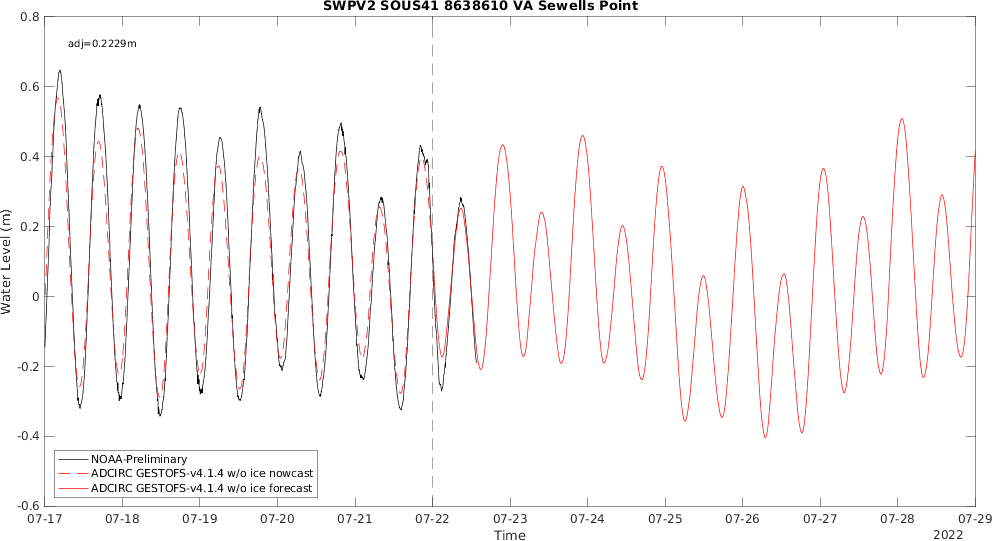 SWPV2 SOUS41 8638610 VA Sewells Point
adj=0.2229m
0.8
0.6
0.4
0.2
0
-0.2
-0.4
-0.6
Water Level (m)
NOAA-Preliminary
ADCIRC GESTOFS-v4.1.4 w/o ice nowcast
ADCIRC GESTOFS-v4.1.4 w/o ice forecast
07-17 07-18 07-19 07-20 07-21 07-22 07-23 07-24 07-25 07-26 07-27 07-28 07-29
Time
2022